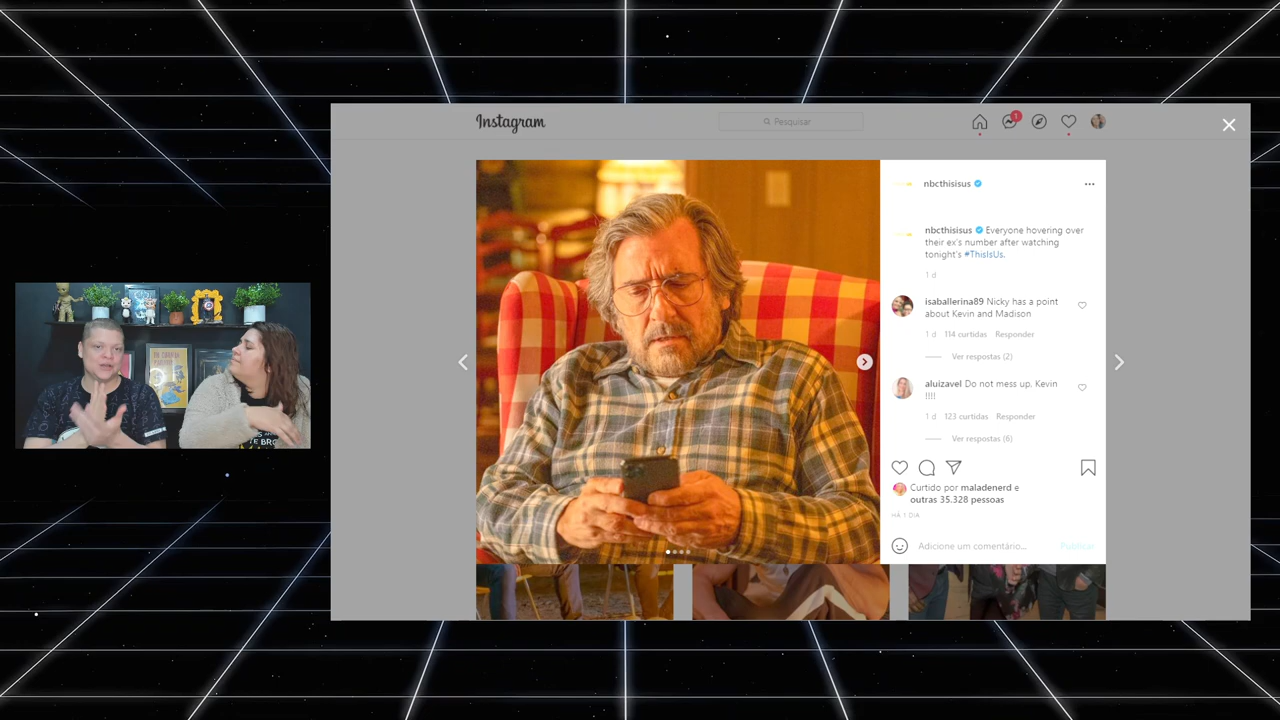 Instagram
Pesquisar
1
nbcthisisus
nbcthisisus Everyone hovering over
their ex's number after watching
tonight's #ThisIsUs.
1 d
isaballerina89 Nicky has a point
about Kevin and Madison
1 d 114 curtidas Responder
Ver respostas (2)
aluizavel Do not mess up, Kevin
!!!!
1 d 123 curtidas Responder
Ver respostas (6)
Curtido por maladenerd e
outras 35.328 pessoas
HÁ 1 DIA
Adicione um comentário...
Publicar